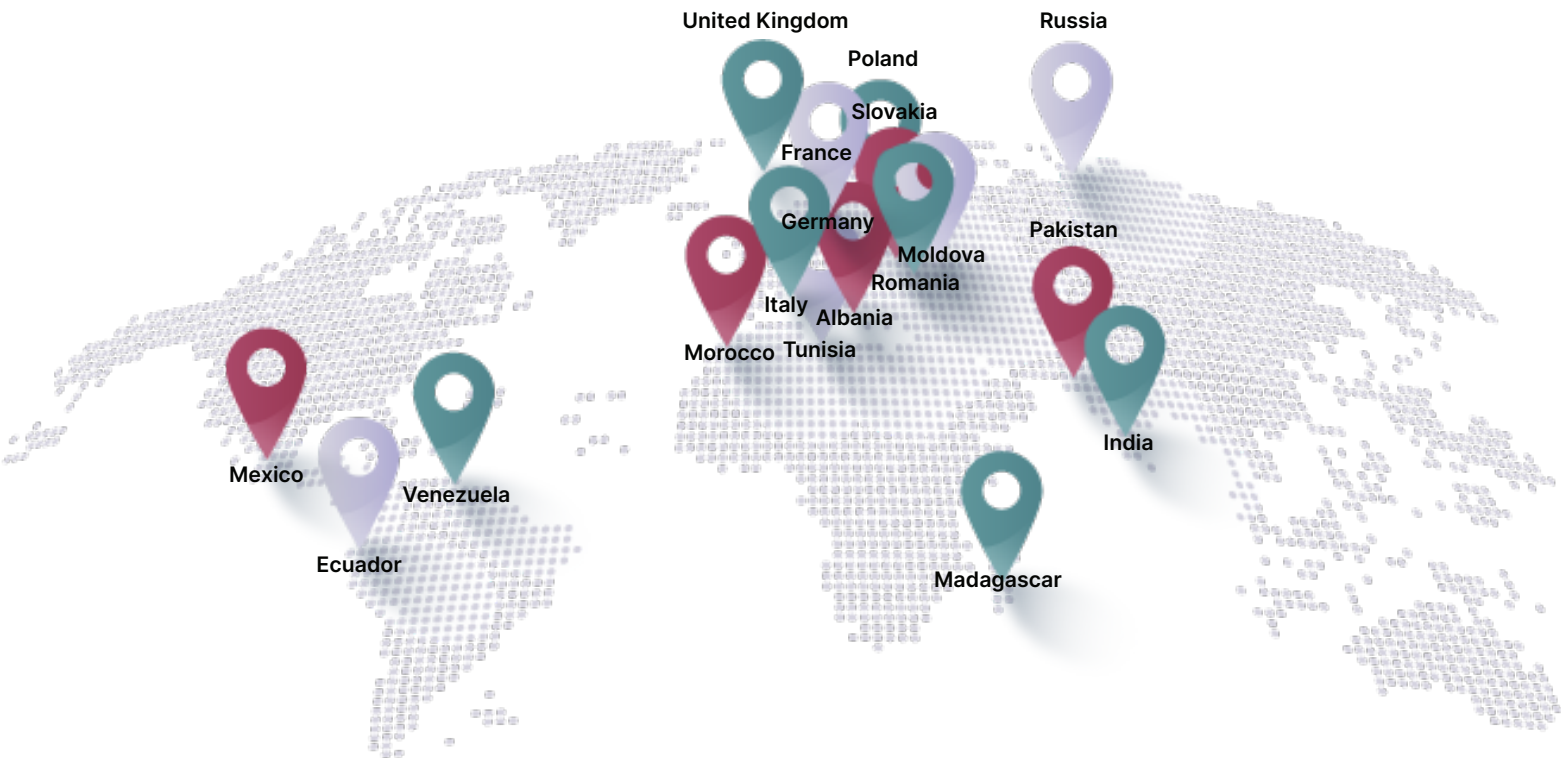 United Kingdom
Russia
Poland
Slovakia
France
Germany
Pakistan
Moldova
Romania
Italy
Albania
Morocco
Tunisia
India
Mexico
Venezuela
Ecuador
Madagascar